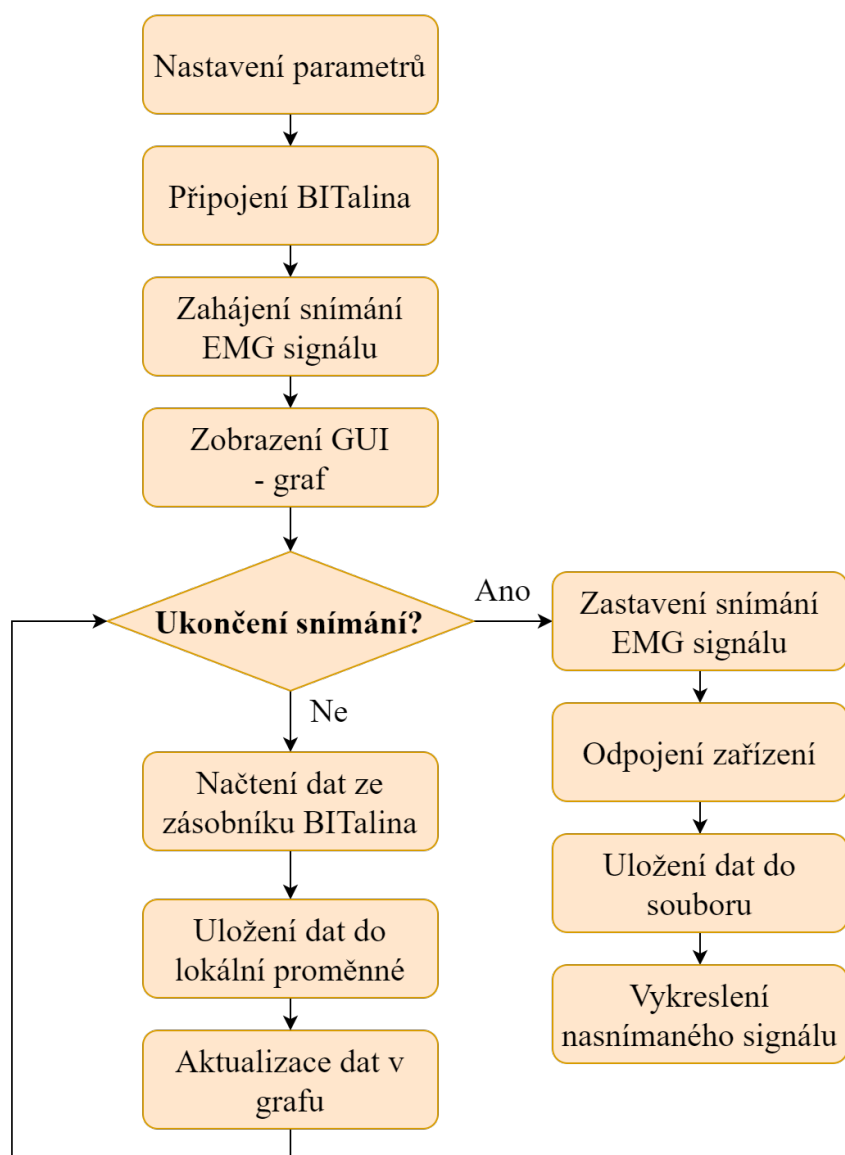 Nastavení parametrů
Připojení BITalina
Zahájení snímání
EMG signálu
Zobrazení GUI
- graf
Ukončení snímání?
Ano
Ne
Načtení dat ze
zásobníku BITalina
Uložení dat do
lokální proměnné
Aktualizace dat v
grafu
Zastavení snímání
EMG signálu
Odpojení zařízení
Uložení dat do
souboru
Vykreslení
nasnímaného signálu